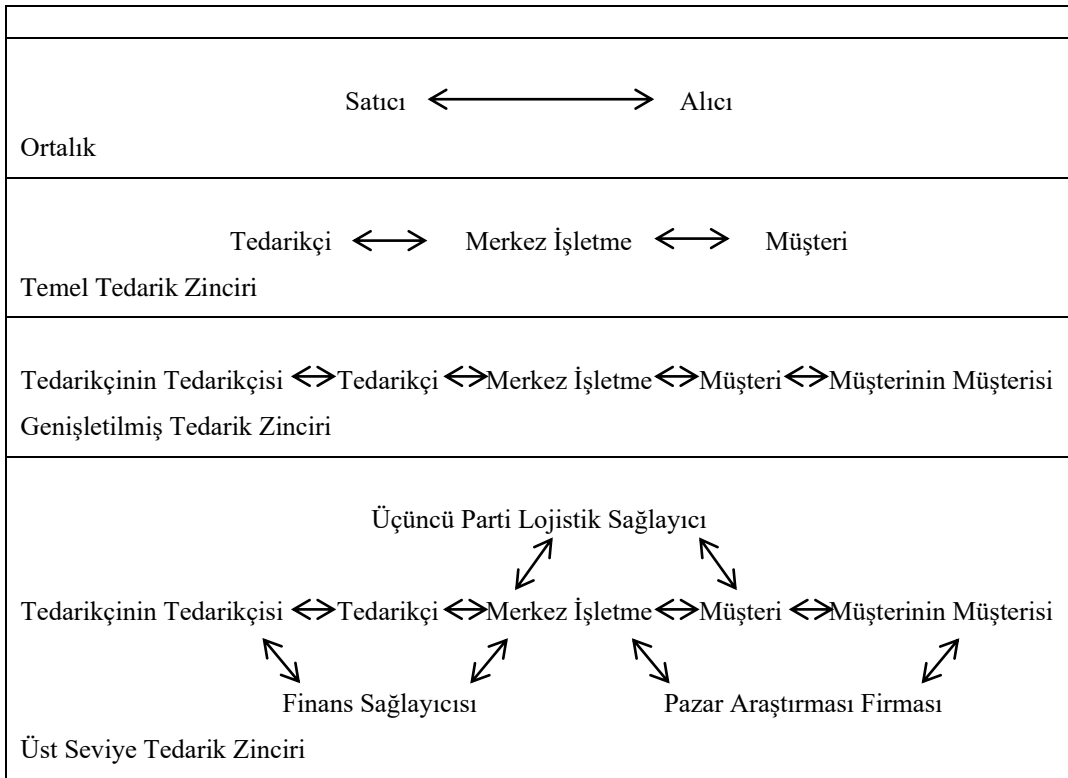 Satıcı Alıcı
Ortalık
Tedarikçi Merkez İşletme Müşteri
Temel Tedarik Zinciri
Tedarikçinin Tedarikçisi Tedarikçi Merkez İşletme Müşteri Müşterinin Müşterisi
Genişletilmiş Tedarik Zinciri
Üçüncü Parti Lojistik Sağlayıcı
Tedarikçinin Tedarikçisi Tedarikçi Merkez İşletme Müşteri Müşterinin Müşterisi
Finans Sağlayıcısı Pazar Araştırması Firması
Üst Seviye Tedarik Zinciri